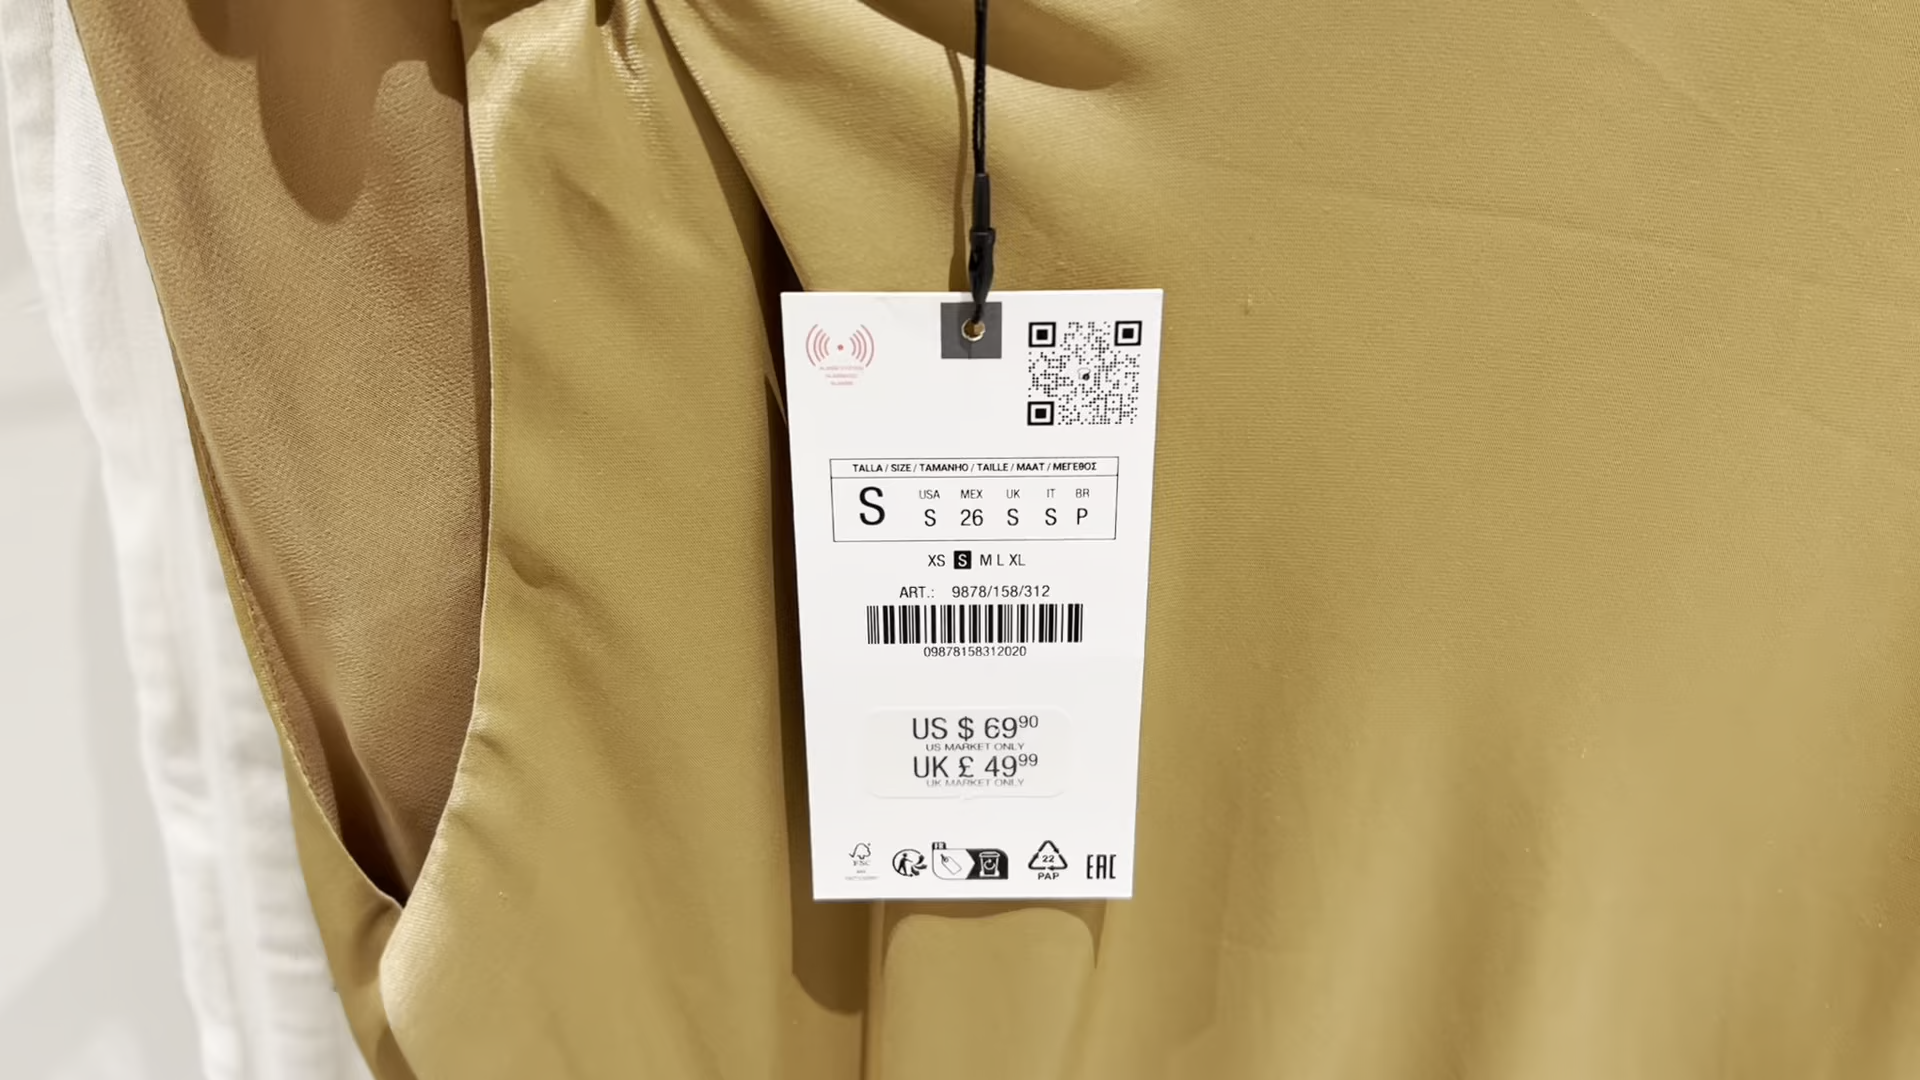 TALLA / SIZE / TAMANHO / TAILLE / MAAT / ΜΕΓΕΘΟΣ
S
USA MEX UK IT BR
S 26 S S P
XS S M L XL
ART.: 9878/158/312
09878158312020
US $ 69⁹⁰
US MARKET ONLY
UK £ 49⁹⁹
UK MARKET ONLY
FR
FSC
22
PAP
EAC